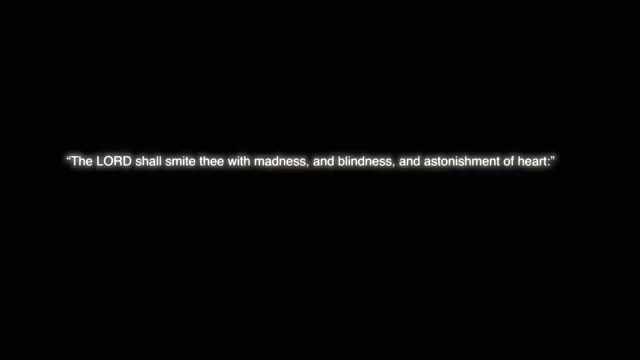 “The LORD shall smite thee with madness, and blindness, and astonishment of heart:”